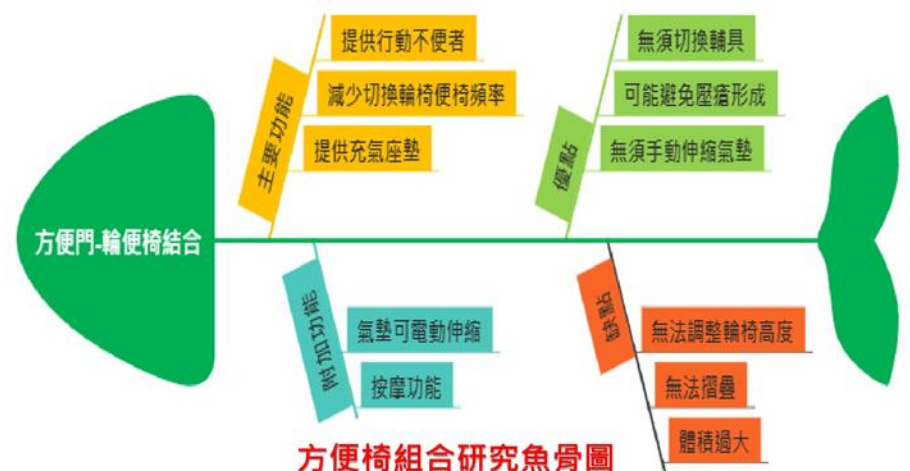 方便門-輪便椅結合
主要功能
提供行動不便者
減少切換輪椅便椅頻率
提供充氣座墊
優點
無須切換輔具
可能避免壓瘡形成
無須手動伸縮氣墊
附加功能
氣墊可電動伸縮
按摩功能
缺點
無法調整輪椅高度
無法摺疊
體積過大
方便椅組合研究魚骨圖